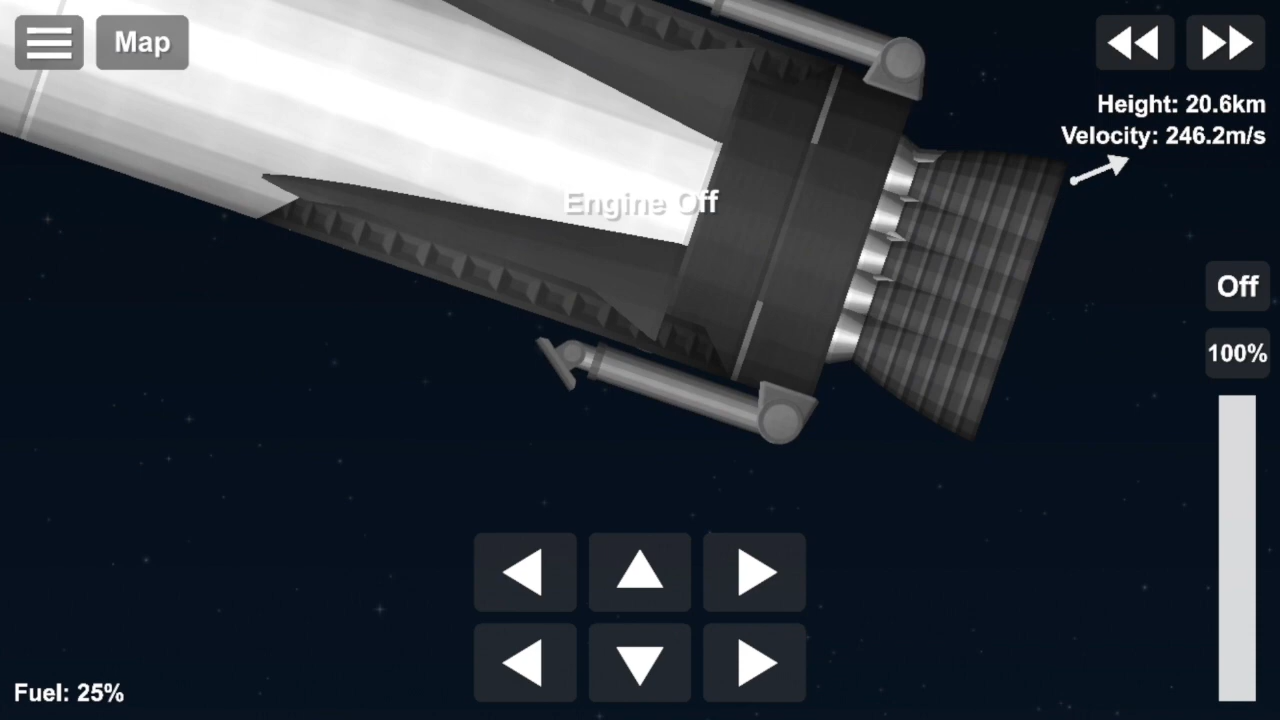 Map
Height: 20.6km
Velocity: 246.2m/s
Engine Off
Off
100%
Fuel: 25%